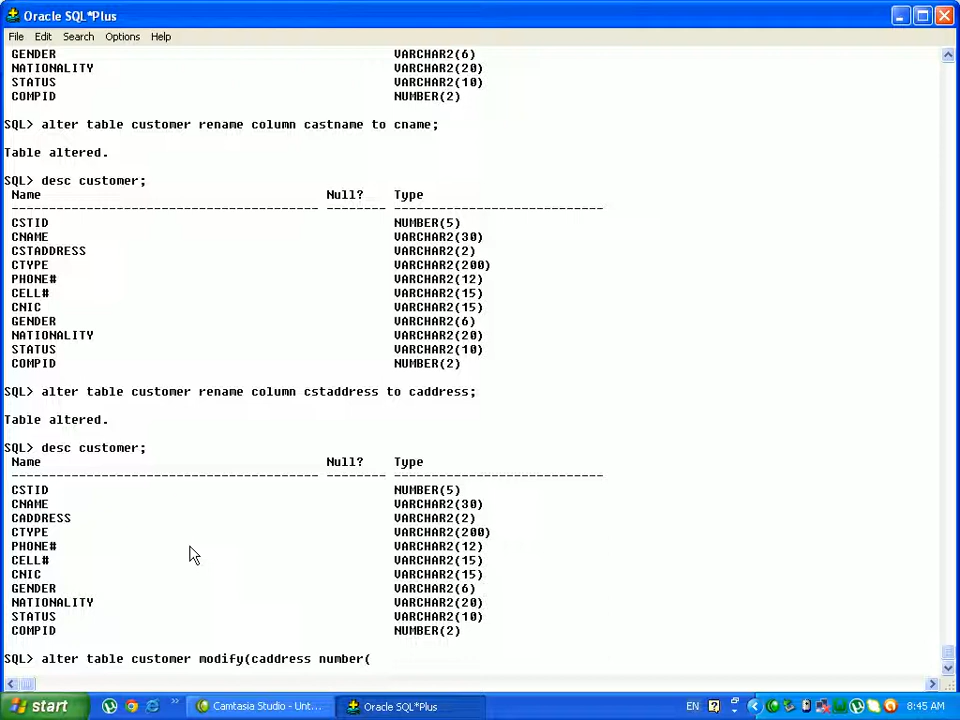 Oracle SQL*Plus
File Edit Search Options Help
GENDER VARCHAR2(6)
NATIONALITY VARCHAR2(20)
STATUS VARCHAR2(10)
COMPID NUMBER(2)
SQL> alter table customer rename column castname to cname;
Table altered.
SQL> desc customer;
Name Null? Type
----------------------------------------- -------- ----------------------------
CSTID NUMBER(5)
CNAME VARCHAR2(30)
CSTADDRESS VARCHAR2(2)
CTYPE VARCHAR2(200)
PHONE# VARCHAR2(12)
CELL# VARCHAR2(15)
CNIC VARCHAR2(15)
GENDER VARCHAR2(6)
NATIONALITY VARCHAR2(20)
STATUS VARCHAR2(10)
COMPID NUMBER(2)
SQL> alter table customer rename column cstaddress to caddress;
Table altered.
SQL> desc customer;
Name Null? Type
----------------------------------------- -------- ----------------------------
CSTID NUMBER(5)
CNAME VARCHAR2(30)
CADDRESS VARCHAR2(2)
CTYPE VARCHAR2(200)
PHONE# VARCHAR2(12)
CELL# VARCHAR2(15)
CNIC VARCHAR2(15)
GENDER VARCHAR2(6)
NATIONALITY VARCHAR2(20)
STATUS VARCHAR2(10)
COMPID NUMBER(2)
SQL> alter table customer modify(caddress number(
start » Camtasia Studio - Unt... Oracle SQL*Plus EN 8:45 AM